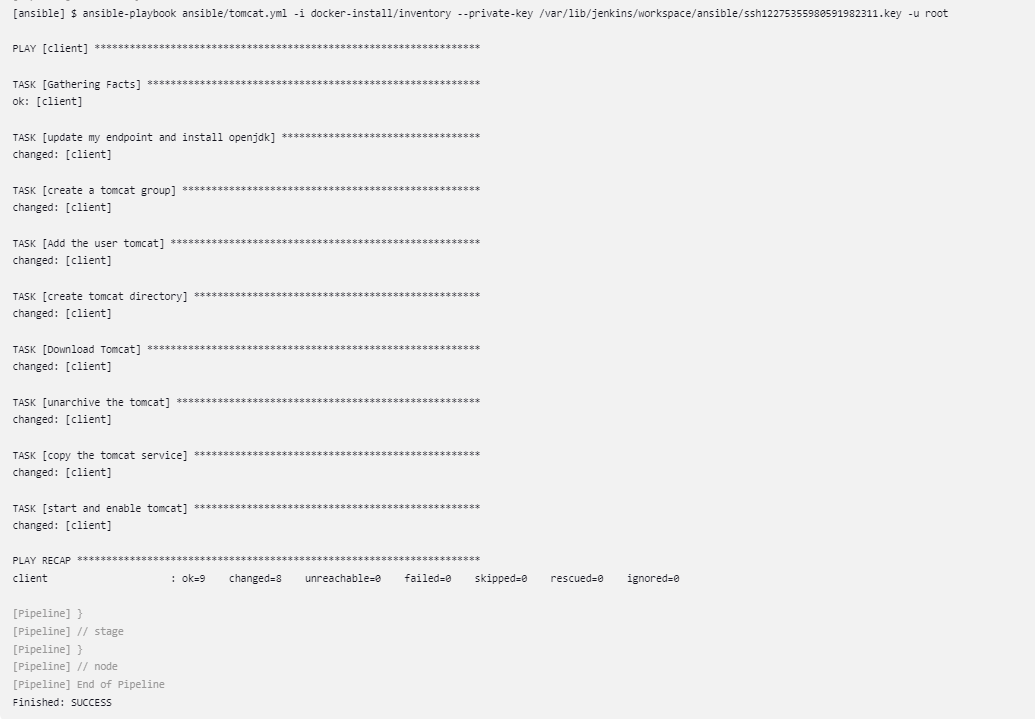 [ansible] $ ansible-playbook ansible/tomcat.yml -i docker-install/inventory --private-key /var/lib/jenkins/workspace/ansible/ssh12275355980591982311.key -u root
PLAY [client] ******************************************************************
TASK [Gathering Facts] *********************************************************
ok: [client]
TASK [update my endpoint and install openjdk] **********************************
changed: [client]
TASK [create a tomcat group] ***************************************************
changed: [client]
TASK [Add the user tomcat] *****************************************************
changed: [client]
TASK [create tomcat directory] *************************************************
changed: [client]
TASK [Download Tomcat] *********************************************************
changed: [client]
TASK [unarchive the tomcat] ****************************************************
changed: [client]
TASK [copy the tomcat service] *************************************************
changed: [client]
TASK [start and enable tomcat] *************************************************
changed: [client]
PLAY RECAP *********************************************************************
client                     : ok=9    changed=8    unreachable=0    failed=0    skipped=0    rescued=0    ignored=0
[Pipeline] }
[Pipeline] // stage
[Pipeline] }
[Pipeline] // node
[Pipeline] End of Pipeline
Finished: SUCCESS